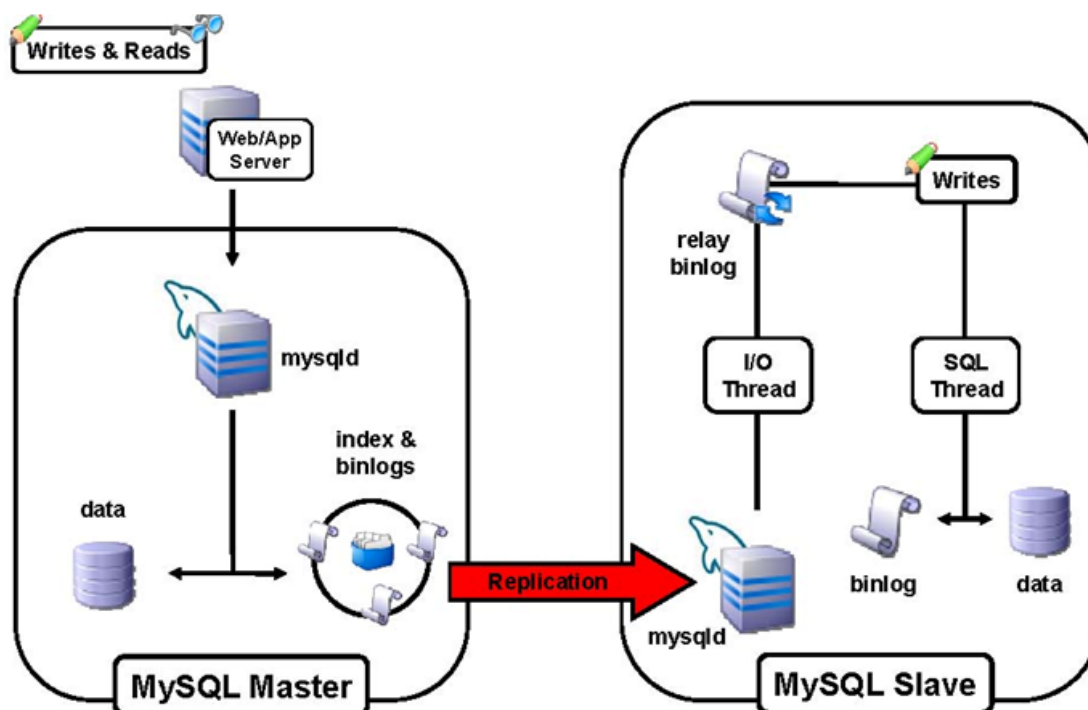 Writes & Reads
Web/App
Server
mysqld
index &
binlogs
data
MySQL Master
Replication
relay
binlog
Writes
I/O
Thread
SQL
Thread
mysqld
binlog
data
MySQL Slave